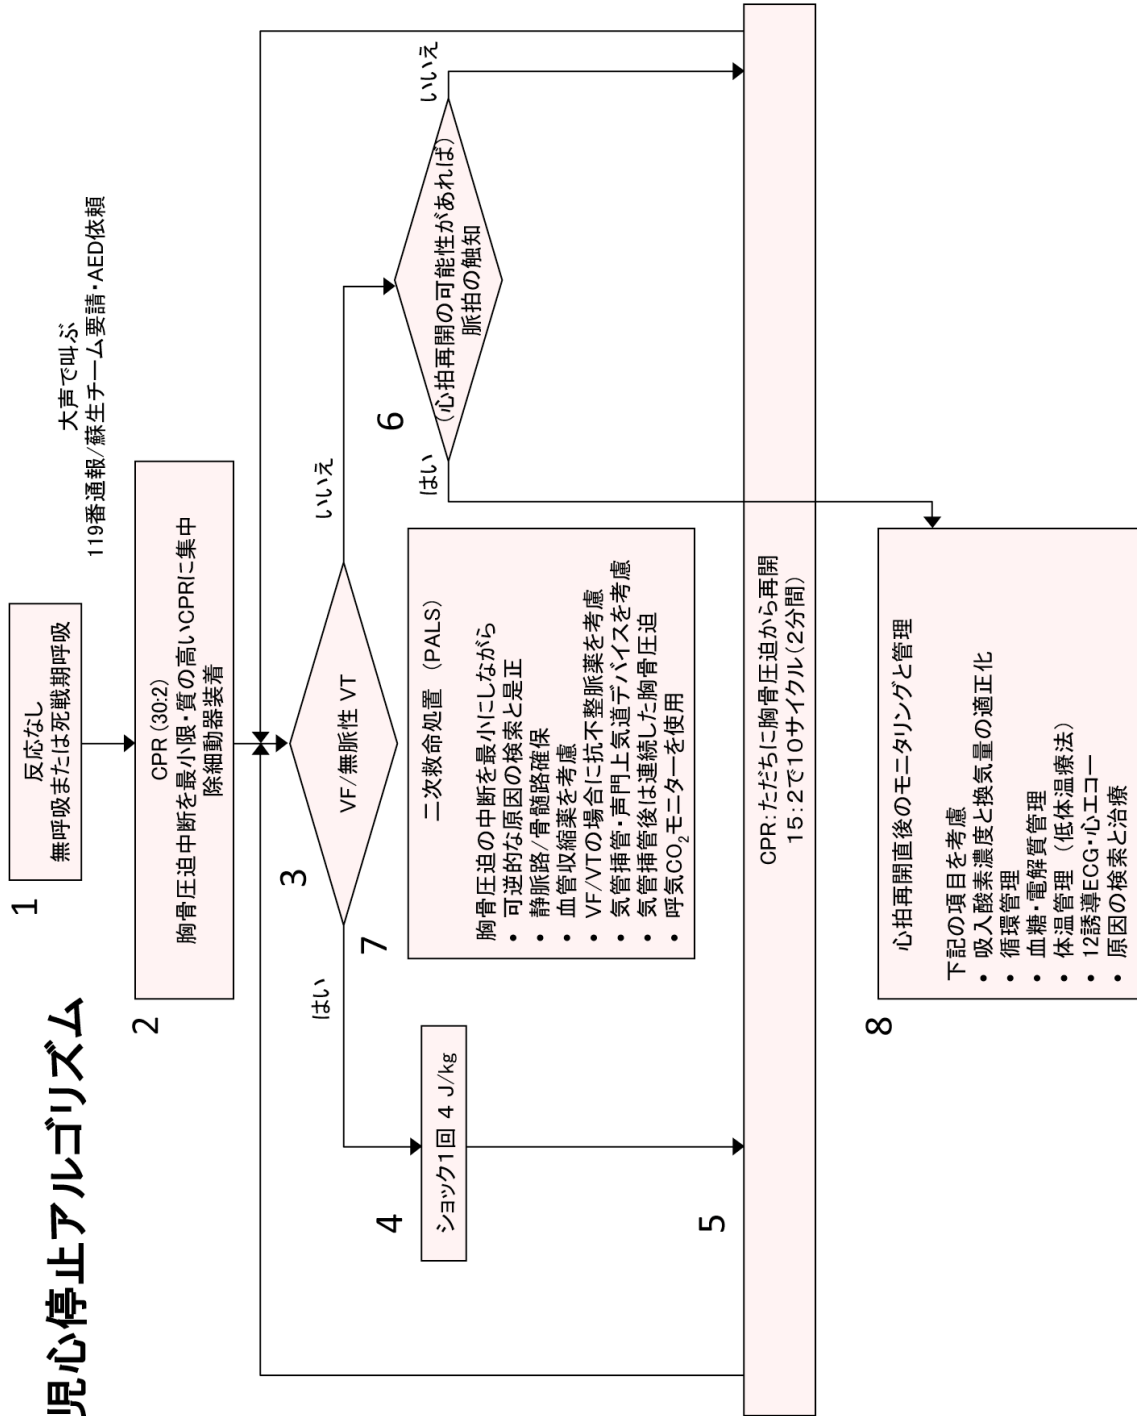 児心停止アルゴリズム
1
反応なし
無呼吸または死戦期呼吸
大声で叫ぶ
119番通報/蘇生チーム要請・AED依頼
2
CPR (30:2)
胸骨圧迫中断を最小限・質の高いCPRに集中
除細動器装着
3
VF/無脈性 VT
はい
いいえ
4
ショック1回 4 J/kg
7
二次救命処置 (PALS)
胸骨圧迫の中断を最小にしながら
• 可逆的な原因の検索と是正
• 静脈路/骨髄路確保
• 血管収縮薬を考慮
• VF/VTの場合に抗不整脈薬を考慮
• 気管挿管・声門上気道デバイスを考慮
• 気管挿管後は連続した胸骨圧迫
• 呼気CO₂モニターを使用
6
(心拍再開の可能性があれば)
脈拍の触知
はい
いいえ
5
CPR:ただちに胸骨圧迫から再開
15:2で10サイクル(2分間)
8
心拍再開直後のモニタリングと管理
下記の項目を考慮
• 吸入酸素濃度と換気量の適正化
• 循環管理
• 血糖・電解質管理
• 体温管理 (低体温療法)
• 12誘導ECG・心エコー
• 原因の検索と治療